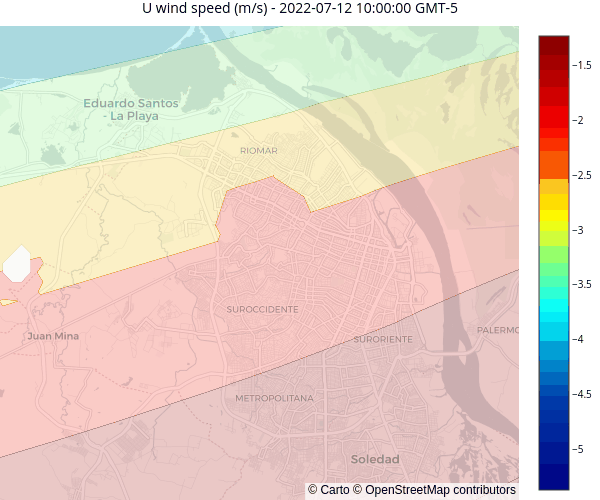 U wind speed (m/s) - 2022-07-12 10:00:00 GMT-5
Eduardo Santos
- La Playa
RIOMAR
SUROCCIDENTE
Juan Mina
SURORIENTE
PALERMO
METROPOLITANA
Soledad
© Carto © OpenStreetMap contributors
−1.5
−2
−2.5
−3
−3.5
−4
−4.5
−5